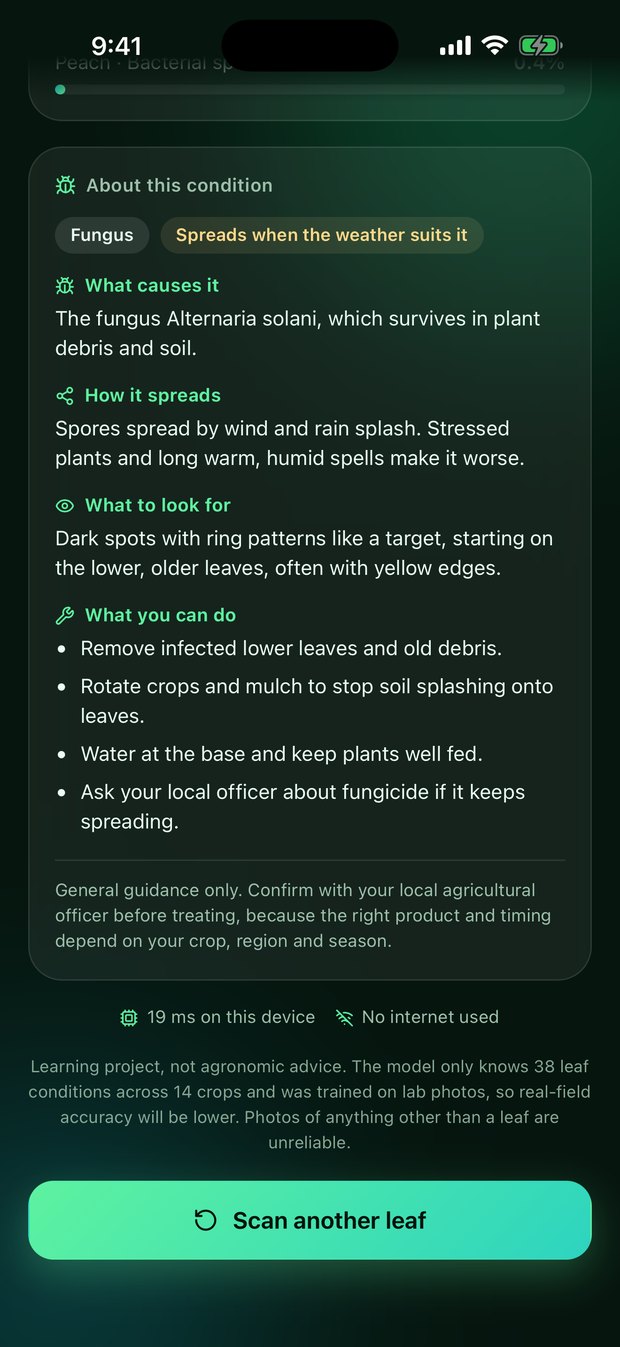 9:41
Peach · Bacterial sp
0.4%
About this condition
Fungus
Spreads when the weather suits it
What causes it
The fungus Alternaria solani, which survives in plant
debris and soil.
How it spreads
Spores spread by wind and rain splash. Stressed
plants and long warm, humid spells make it worse.
What to look for
Dark spots with ring patterns like a target, starting on
the lower, older leaves, often with yellow edges.
What you can do
• Remove infected lower leaves and old debris.
• Rotate crops and mulch to stop soil splashing onto
leaves.
• Water at the base and keep plants well fed.
• Ask your local officer about fungicide if it keeps
spreading.
General guidance only. Confirm with your local agricultural
officer before treating, because the right product and timing
depend on your crop, region and season.
19 ms on this device
No internet used
Learning project, not agronomic advice. The model only knows 38 leaf
conditions across 14 crops and was trained on lab photos, so real-field
accuracy will be lower. Photos of anything other than a leaf are
unreliable.
Scan another leaf